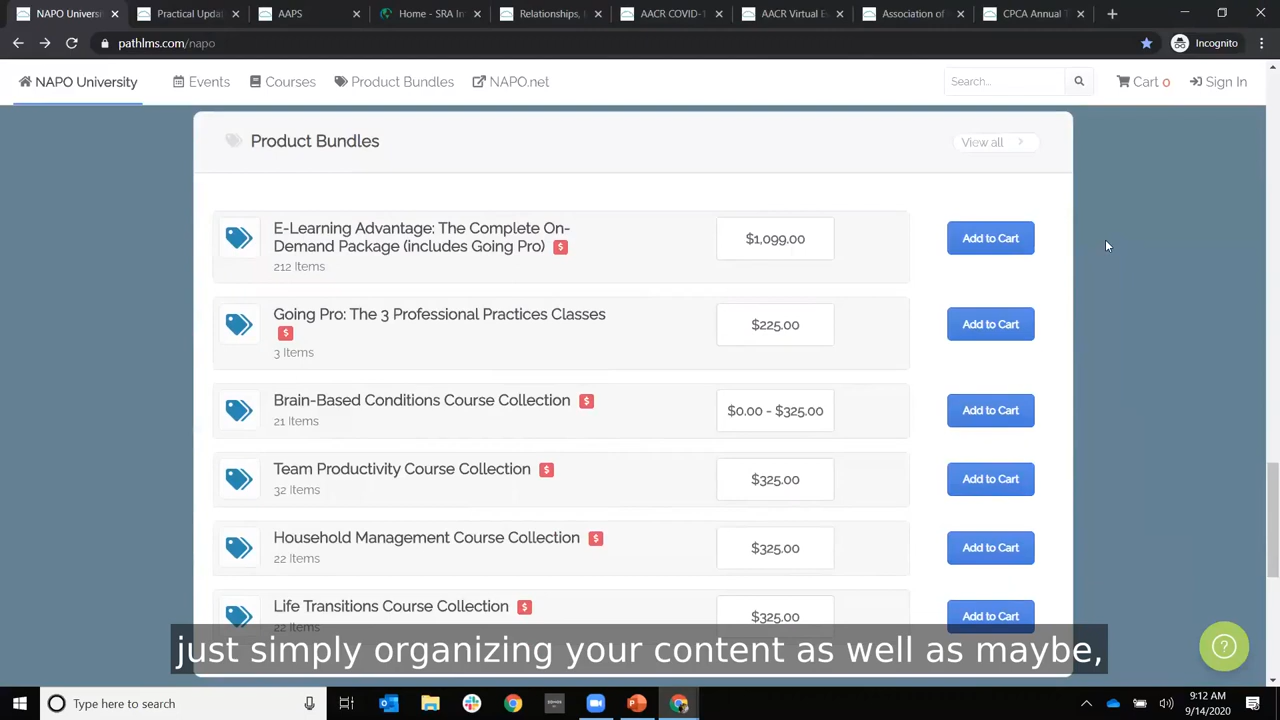 NAPO Universi
Practical Upda
AAPS
Home - SRA In
Relationships,
AACR COVID-1
AACR Virtual E
Association of
CPCA Annual T
pathlms.com/napo
Incognito
NAPO University
Events
Courses
Product Bundles
NAPO.net
Search...
Cart 0
Sign In
Product Bundles
View all
E-Learning Advantage: The Complete On-
Demand Package (includes Going Pro) $
212 Items
$1,099.00
Add to Cart
Going Pro: The 3 Professional Practices Classes
$
3 Items
$225.00
Add to Cart
Brain-Based Conditions Course Collection $
21 Items
$0.00 - $325.00
Add to Cart
Team Productivity Course Collection $
32 Items
$325.00
Add to Cart
Household Management Course Collection $
22 Items
$325.00
Add to Cart
Life Transitions Course Collection $
22 Items
$325.00
Add to Cart
just simply organizing your content as well as maybe,
Type here to search
9:12 AM
9/14/2020